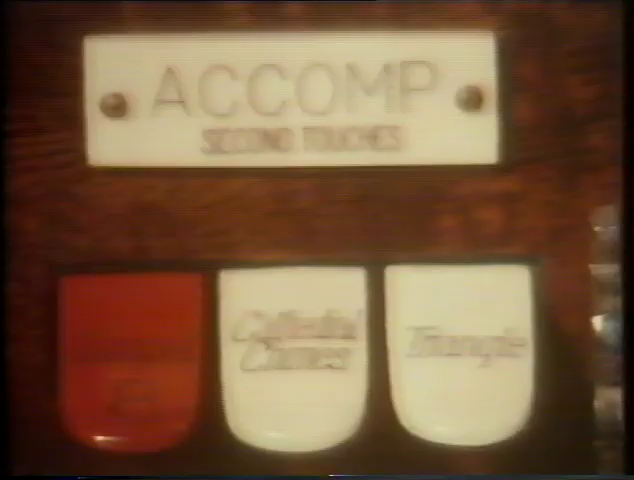 ACCOMP
SECOND TOUCHES
Cathedral
Chimes
Triangle